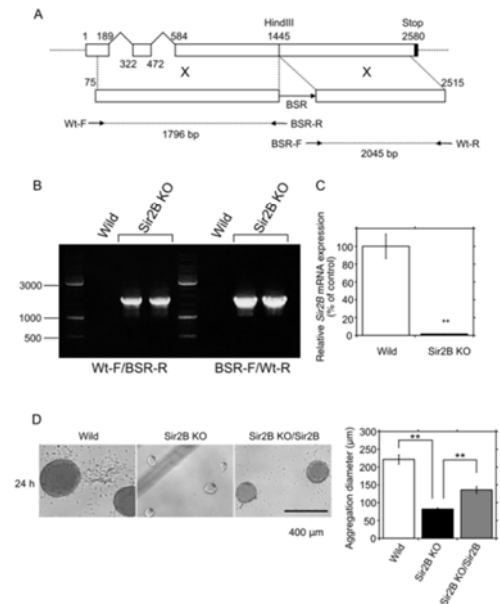 A
HindIII
Stop
1 189 584 1445 2580
322 472
X X
75 2515
BSR
Wt-F BSR-R
1796 bp
BSR-F Wt-R
2045 bp
B
Wild Sir2B KO Wild Sir2B KO
3000
1000
500
Wt-F/BSR-R BSR-F/Wt-R
C
Relative Sir2B mRNA expression
(% of control)
100
80
60
40
20
0
**
Wild Sir2B KO
D
Wild Sir2B KO Sir2B KO/Sir2B
24 h
400 µm
Aggregation diameter (µm)
300
250
200
150
100
50
0
** **
Wild
Sir2B KO
Sir2B KO/Sir2B